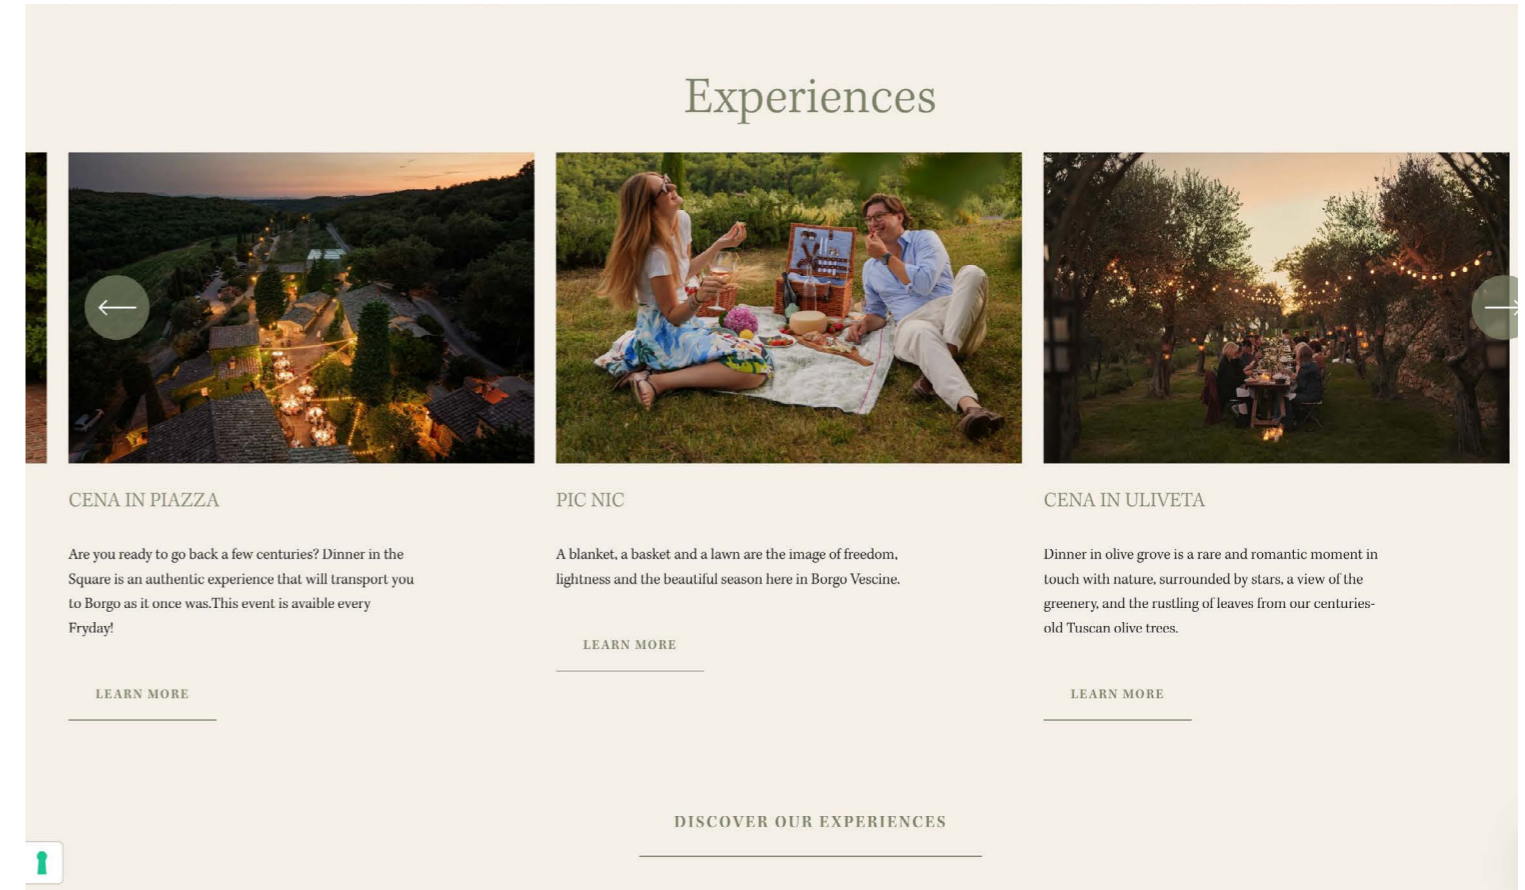 Experiences
CENA IN PIAZZA
Are you ready to go back a few centuries? Dinner in the
Square is an authentic experience that will transport you
to Borgo as it once was.This event is avaible every
Fryday!
LEARN MORE
PIC NIC
A blanket, a basket and a lawn are the image of freedom,
lightness and the beautiful season here in Borgo Vescine.
LEARN MORE
CENA IN ULIVETA
Dinner in olive grove is a rare and romantic moment in
touch with nature, surrounded by stars, a view of the
greenery, and the rustling of leaves from our centuries-
old Tuscan olive trees.
LEARN MORE
DISCOVER OUR EXPERIENCES